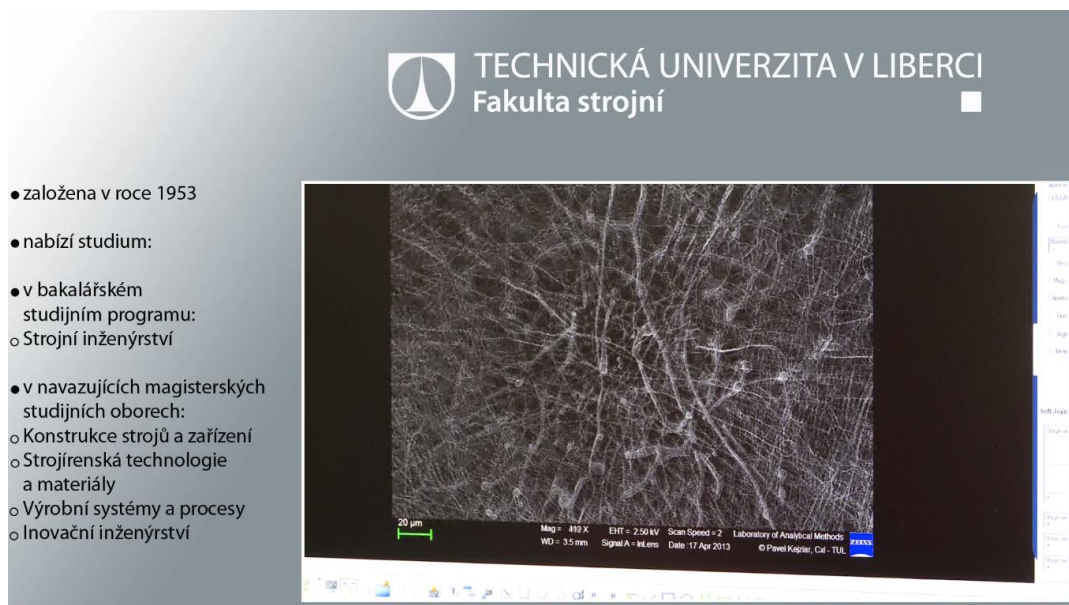 TECHNICKÁ UNIVERZITA V LIBERCI
Fakulta strojní
● založena v roce 1953
● nabízí studium:
● v bakalářském
studijním programu:
○ Strojní inženýrství
● v navazujících magisterských
studijních oborech:
○ Konstrukce strojů a zařízení
○ Strojírenská technologie
a materiály
○ Výrobní systémy a procesy
○ Inovační inženýrství
20 µm
Mag = 419 X EHT = 2.50 kV Scan Speed = 2 Laboratory of Analytical Methods
WD = 3.5 mm Signal A = InLens Date :17 Apr 2013 © Pavel Kejzlar, CxI - TUL
ZEISS